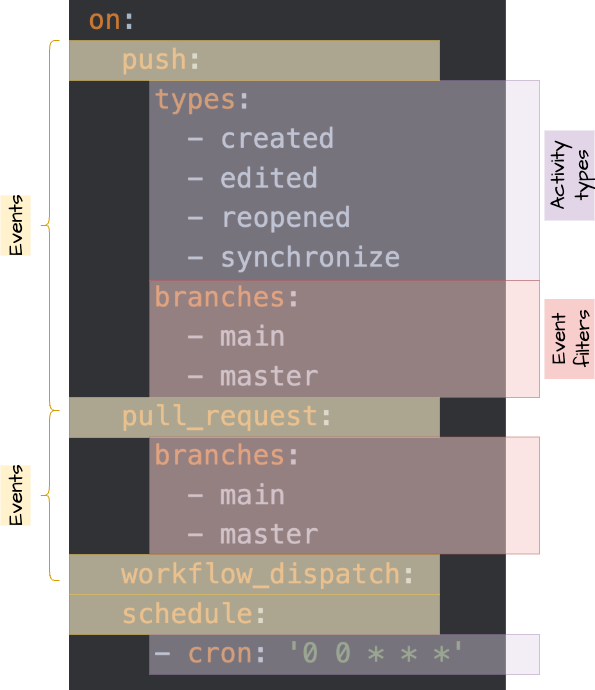 on:
push:
types:
- created
- edited
- reopened
- synchronize
branches:
- main
- master
pull_request:
branches:
- main
- master
workflow_dispatch:
schedule:
- cron: '0 0 * * *'
Events
Events
Activity
types
Event
filters